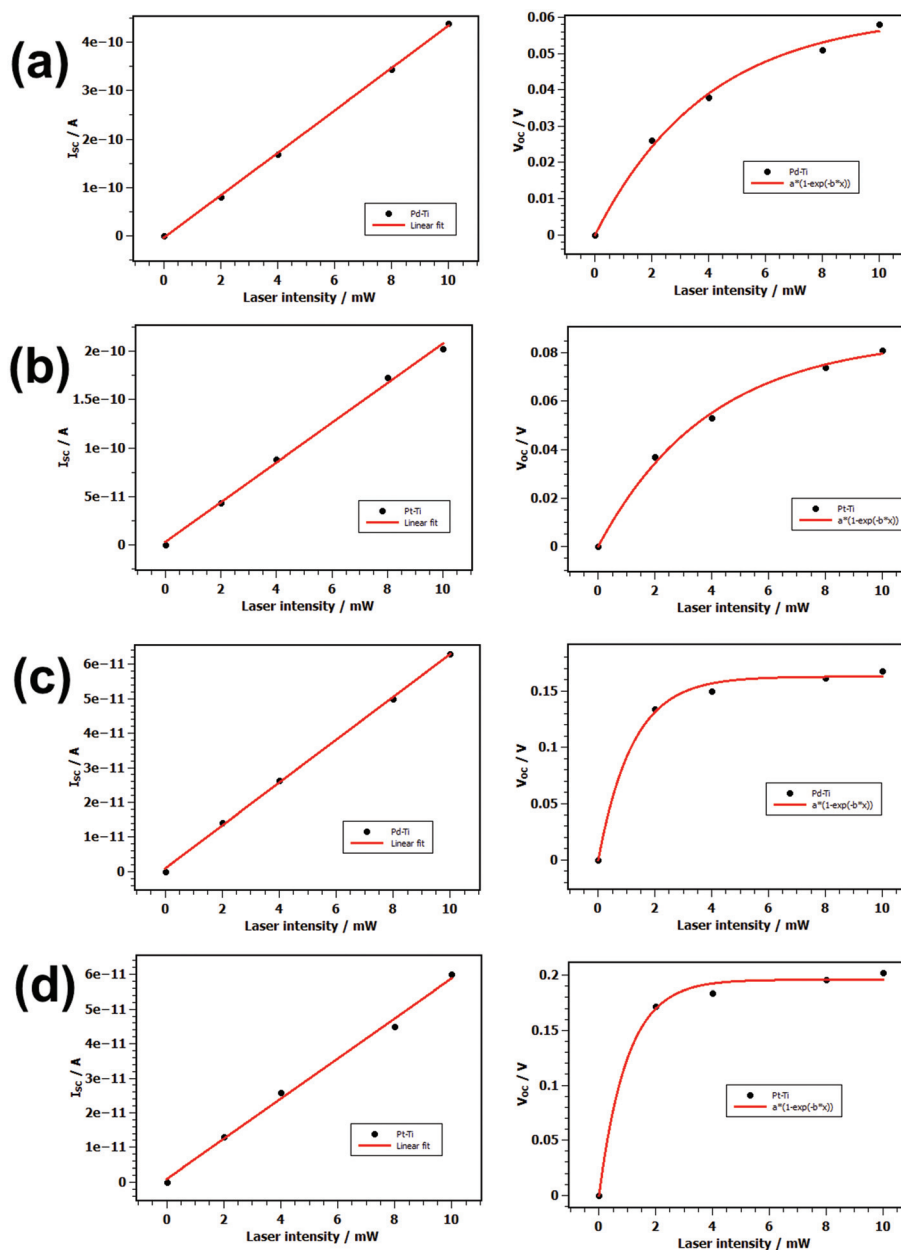 (a)
4e−10
3e−10
2e−10
1e−10
0
I_SC / A
Pd-Ti
Linear fit
0 2 4 6 8 10
Laser intensity / mW
0.06
0.05
0.04
0.03
0.02
0.01
0
V_OC / V
Pd-Ti
a*(1-exp(-b*x))
0 2 4 6 8 10
Laser intensity / mW
(b)
2e−10
1.5e−10
1e−10
5e−11
0
I_SC / A
Pt-Ti
Linear fit
0 2 4 6 8 10
Laser intensity / mW
0.08
0.06
0.04
0.02
0
V_OC / V
Pt-Ti
a*(1-exp(-b*x))
0 2 4 6 8 10
Laser intensity / mW
(c)
6e−11
5e−11
4e−11
3e−11
2e−11
1e−11
0
I_SC / A
Pd-Ti
Linear fit
0 2 4 6 8 10
Laser intensity / mW
0.15
0.1
0.05
0
V_OC / V
Pd-Ti
a*(1-exp(-b*x))
0 2 4 6 8 10
Laser intensity / mW
(d)
6e−11
5e−11
4e−11
3e−11
2e−11
1e−11
0
I_SC / A
Pt-Ti
Linear fit
0 2 4 6 8 10
Laser intensity / mW
0.2
0.15
0.1
0.05
0
V_OC / V
Pt-Ti
a*(1-exp(-b*x))
0 2 4 6 8 10
Laser intensity / mW